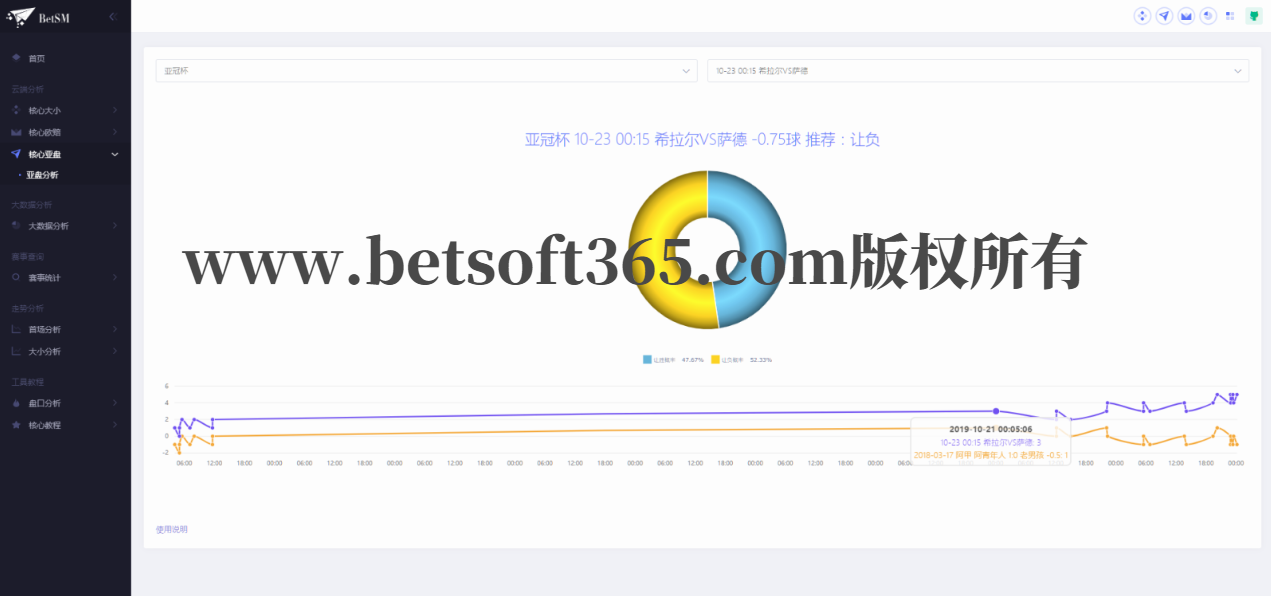 BetSM
首页
云端分析
核心大小
核心欧赔
核心亚盘
亚盘分析
大数据分析
大数据分析
赛事查询
赛事统计
走势分析
首场分析
大小分析
工具教程
盘口分析
核心教程
亚冠杯
10-23 00:15 希拉尔VS萨德
亚冠杯 10-23 00:15 希拉尔VS萨德 -0.75球 推荐：让负
www.betsoft365.com版权所有
让胜概率 47.67% 让负概率 52.33%
6
4
2
0
-2
2019-10-21 00:05:06
10-23 00:15 希拉尔VS萨德: 3
2018-03-17 阿甲 阿青年人 1:0 老男孩 -0.5: 1
06:00 12:00 18:00 00:00 06:00 12:00 18:00 00:00 06:00 12:00 18:00 00:00 06:00 12:00 18:00 00:00 06:00 12:00 18:00 00:00 06:00 12:00 18:00 00:00 06:00 18:00 00:00 06:00 12:00 18:00 00:00
使用说明